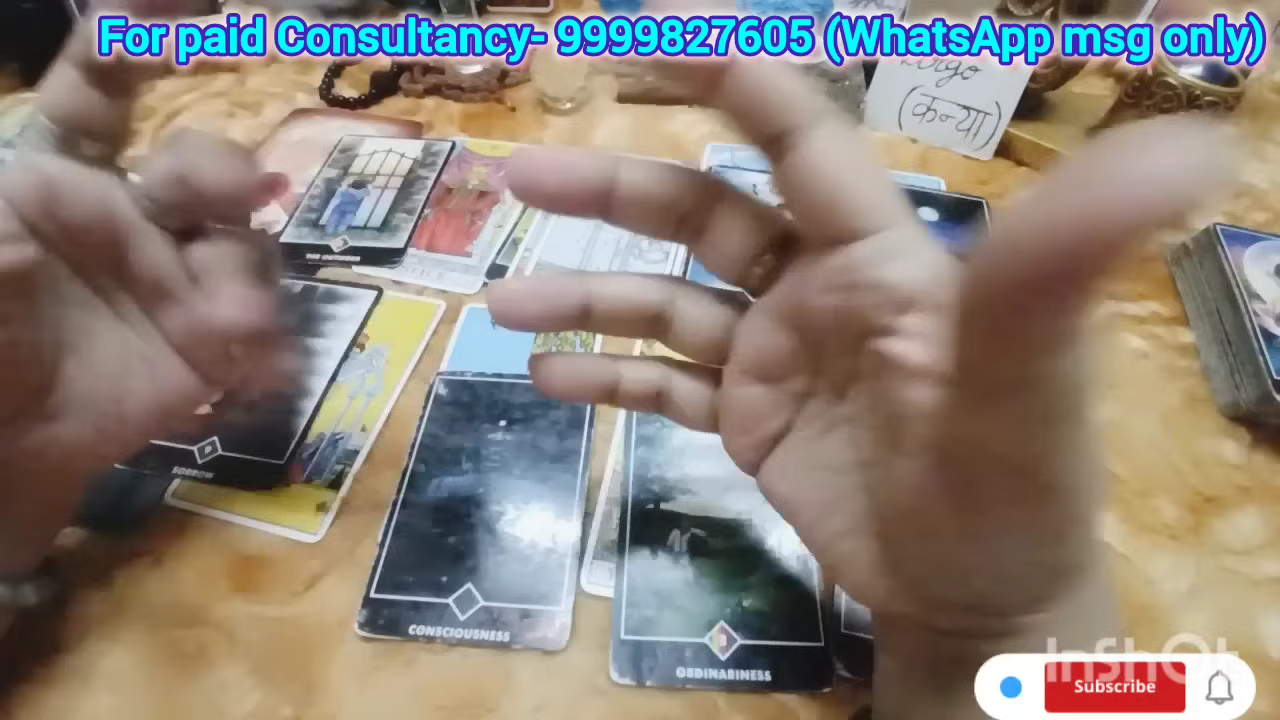 For paid Consultancy- 9999827605 (WhatsApp msg only)
Virgo
(कन्या)
THE OUTSIDER
SORROW
CONSCIOUSNESS
ORDINARINESS
InShOt
Subscribe